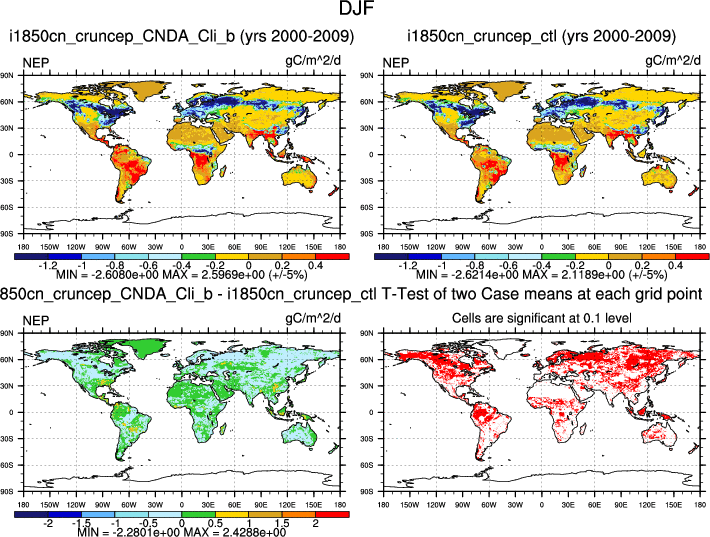 DJF
i1850cn_cruncep_CNDA_Cli_b (yrs 2000-2009)
i1850cn_cruncep_ctl (yrs 2000-2009)
NEP gC/m^2/d
NEP gC/m^2/d
90N 90N
60N 60N
30N 30N
0 0
30S 30S
60S 60S
90S 90S
180 150W 120W 90W 60W 30W 0 30E 60E 90E 120E 150E 180
180 150W 120W 90W 60W 30W 0 30E 60E 90E 120E 150E 180
-1.2 -1 -0.8 -0.6 -0.4 -0.2 0 0.2 0.4
-1.2 -1 -0.8 -0.6 -0.4 -0.2 0 0.2 0.4
MIN = -2.6080e+00 MAX = 2.5969e+00 (+/-5%)
MIN = -2.6214e+00 MAX = 2.1189e+00 (+/-5%)
850cn_cruncep_CNDA_Cli_b - i1850cn_cruncep_ctl
T-Test of two Case means at each grid point
NEP gC/m^2/d
Cells are significant at 0.1 level
90N 90N
60N 60N
30N 30N
0 0
30S 30S
60S 60S
90S 90S
180 150W 120W 90W 60W 30W 0 30E 60E 90E 120E 150E 180
180 150W 120W 90W 60W 30W 0 30E 60E 90E 120E 150E 180
-2 -1.5 -1 -0.5 0 0.5 1 1.5 2
MIN = -2.2801e+00 MAX = 2.4288e+00